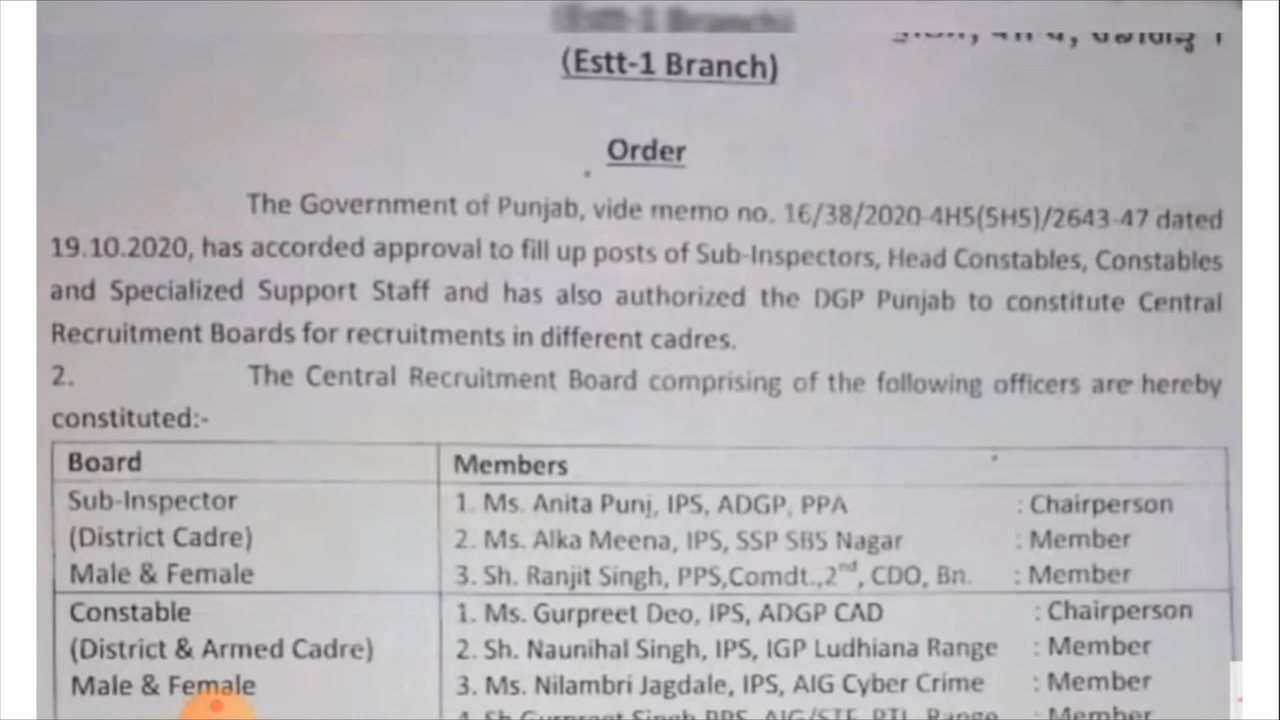 (Estt-1 Branch)
Order
The Government of Punjab, vide memo no. 16/38/2020-4H5(5H5)/2643-47 dated
19.10.2020, has accorded approval to fill up posts of Sub-Inspectors, Head Constables, Constables
and Specialized Support Staff and has also authorized the DGP Punjab to constitute Central
Recruitment Boards for recruitments in different cadres.
2. The Central Recruitment Board comprising of the following officers are hereby
constituted:-
Board Members
Sub-Inspector 1. Ms. Anita Punj, IPS, ADGP, PPA : Chairperson
(District Cadre) 2. Ms. Alka Meena, IPS, SSP SBS Nagar : Member
Male & Female 3. Sh. Ranjit Singh, PPS,Comdt.,2nd, CDO, Bn. : Member
Constable 1. Ms. Gurpreet Deo, IPS, ADGP CAD : Chairperson
(District & Armed Cadre) 2. Sh. Naunihal Singh, IPS, IGP Ludhiana Range : Member
Male & Female 3. Ms. Nilambri Jagdale, IPS, AIG Cyber Crime : Member